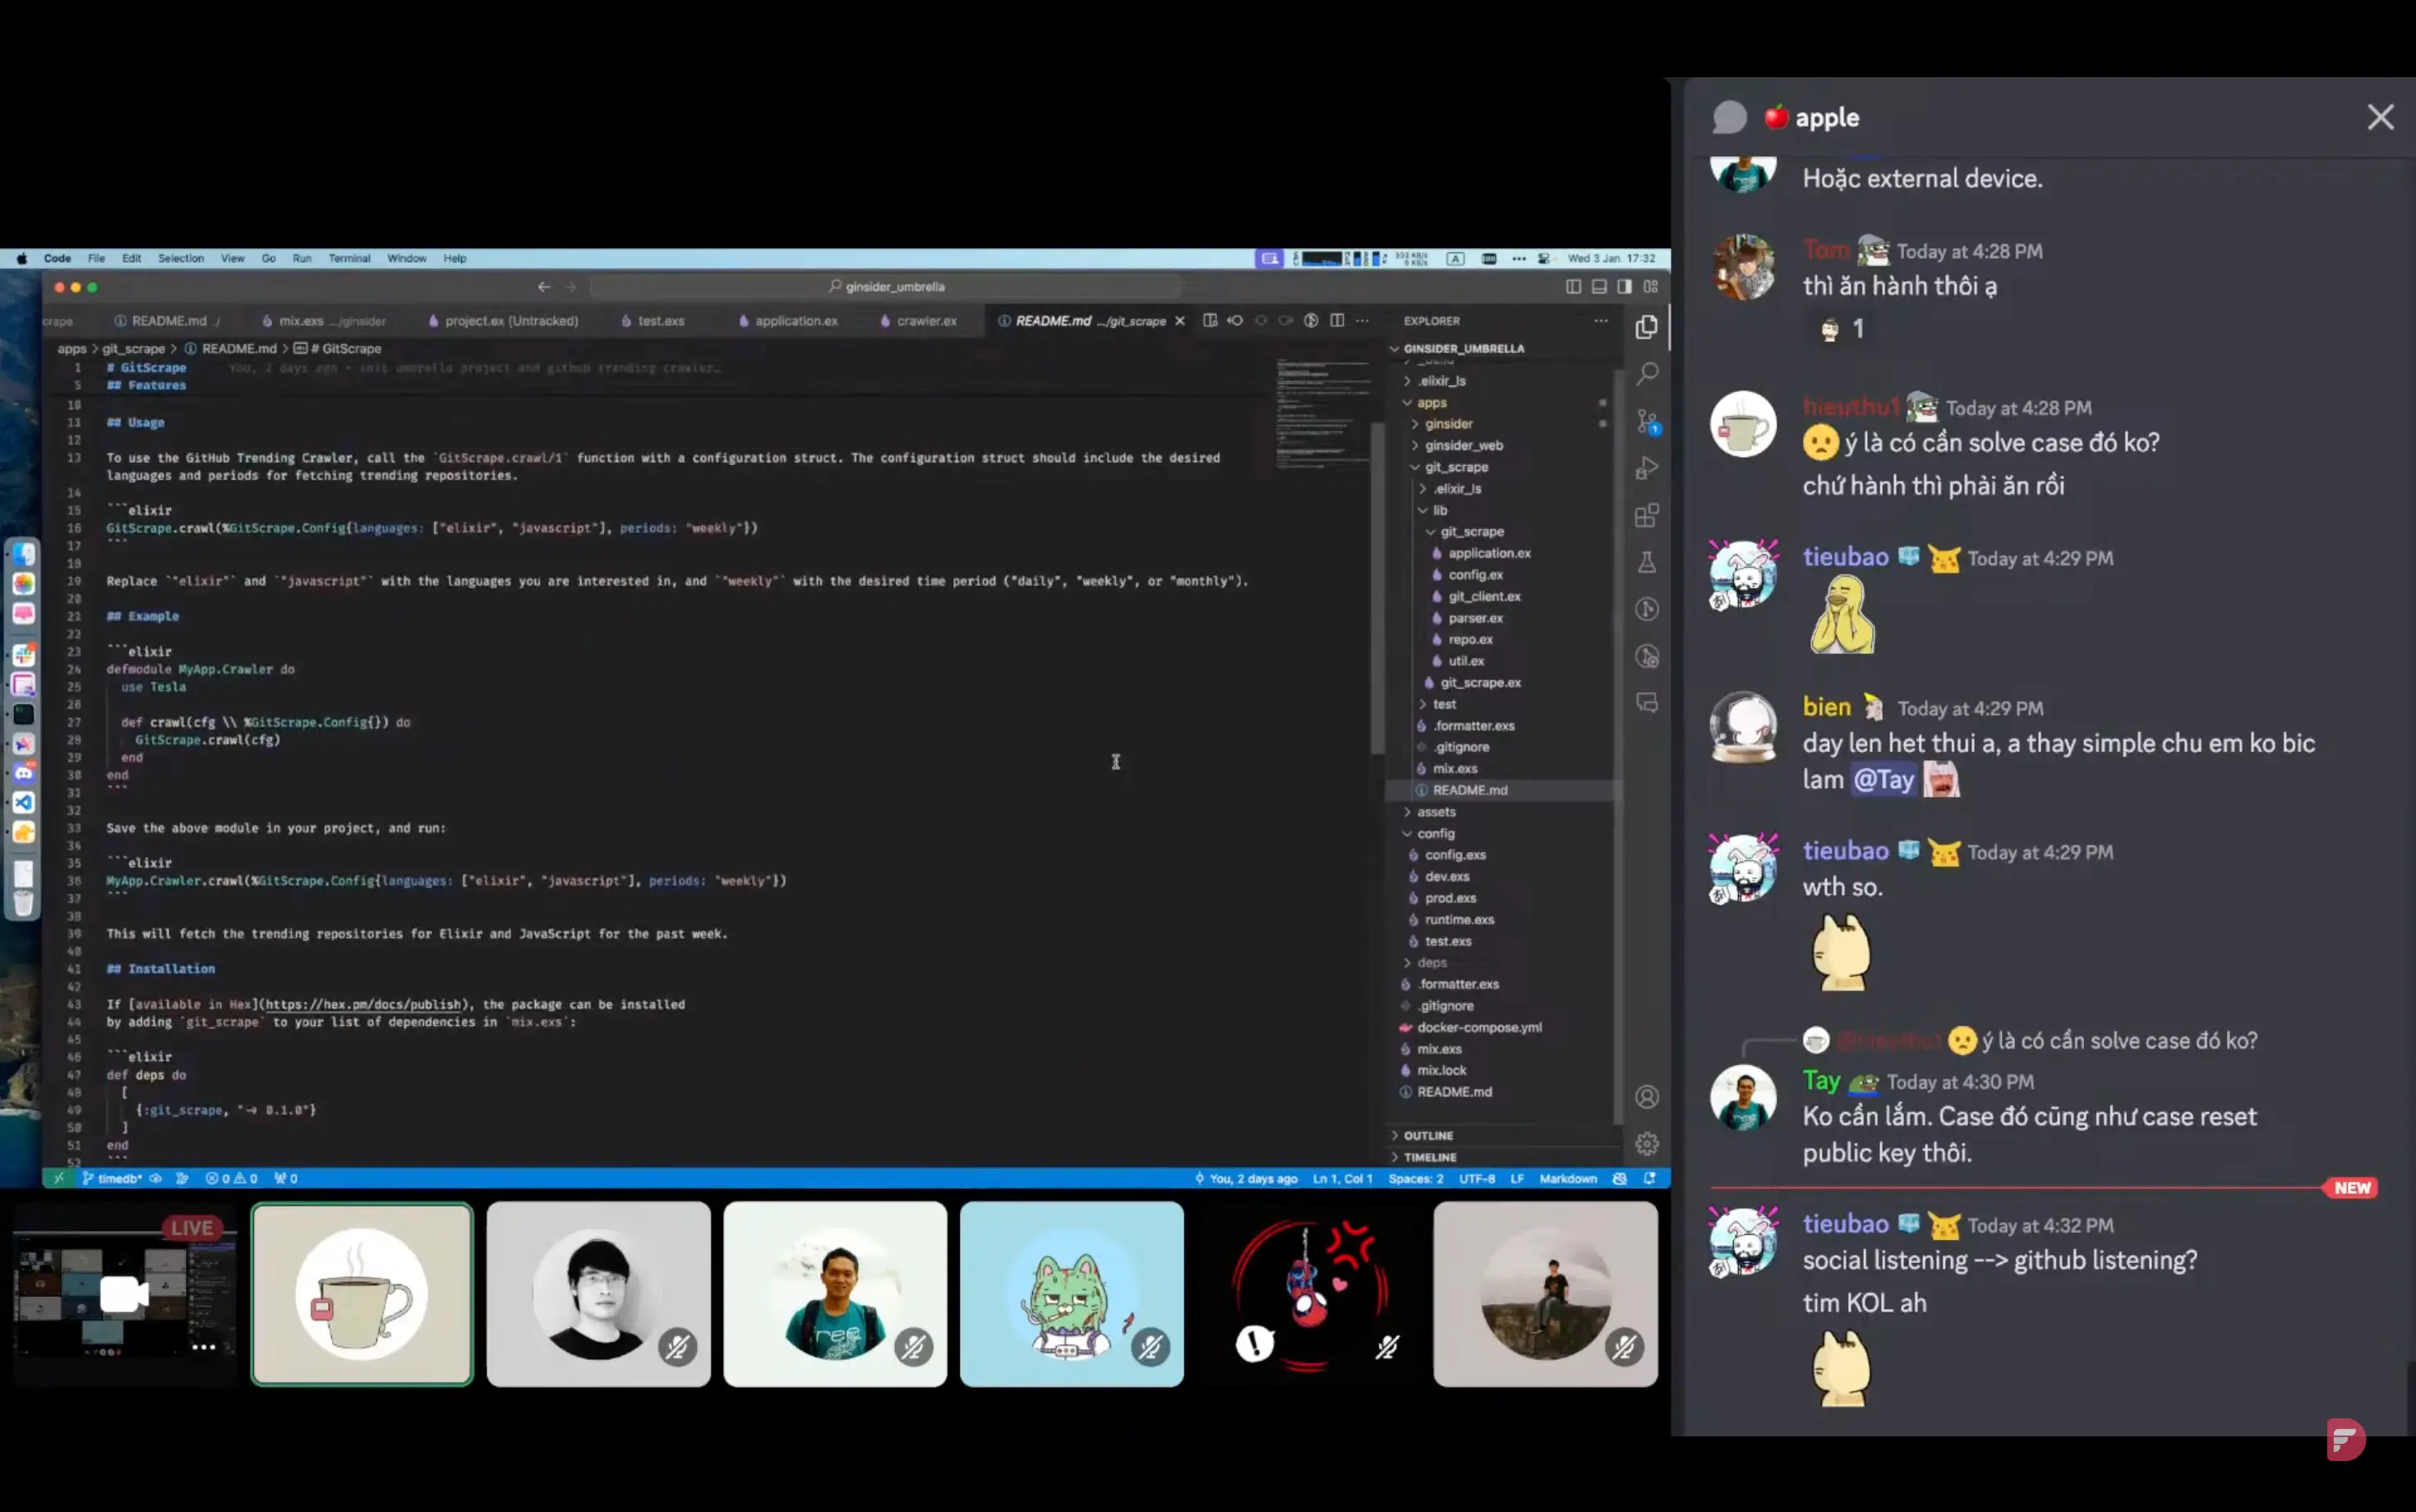 Code File Edit Selection View Go Run Terminal Window Help
A Wed 3 Jan 17:32
ginsider_umbrella
crape README.md ./ mix.exs .../ginsider project.ex (Untracked) test.exs application.ex crawler.ex README.md .../git_scrape
apps > git_scrape > README.md > # GitScrape
1 # GitScrape You, 2 days ago • init umbrella project and github trending crawler…
5 ## Features
10
11 ## Usage
12
13 To use the GitHub Trending Crawler, call the `GitScrape.crawl/1` function with a configuration struct. The configuration struct should include the desired
languages and periods for fetching trending repositories.
14
15 ```elixir
16 GitScrape.crawl(%GitScrape.Config{languages: ["elixir", "javascript"], periods: "weekly"})
17 ```
18
19 Replace `"elixir"` and `"javascript"` with the languages you are interested in, and `"weekly"` with the desired time period ("daily", "weekly", or "monthly").
20
21 ## Example
22
23 ```elixir
24 defmodule MyApp.Crawler do
25 use Tesla
26
27 def crawl(cfg \\ %GitScrape.Config{}) do
28 GitScrape.crawl(cfg)
29 end
30 end
31 ```
32
33 Save the above module in your project, and run:
34
35 ```elixir
36 MyApp.Crawler.crawl(%GitScrape.Config{languages: ["elixir", "javascript"], periods: "weekly"})
37 ```
38
39 This will fetch the trending repositories for Elixir and JavaScript for the past week.
40
41 ## Installation
42
43 If [available in Hex](https://hex.pm/docs/publish), the package can be installed
44 by adding `git_scrape` to your list of dependencies in `mix.exs`:
45
46 ```elixir
47 def deps do
48 [
49 {:git_scrape, "~> 0.1.0"}
50 ]
51 end
52 ```
EXPLORER
GINSIDER_UMBRELLA
_build
.elixir_ls
apps
ginsider
ginsider_web
git_scrape
.elixir_ls
lib
git_scrape
application.ex
config.ex
git_client.ex
parser.ex
repo.ex
util.ex
git_scrape.ex
test
.formatter.exs
.gitignore
mix.exs
README.md
assets
config
config.exs
dev.exs
prod.exs
runtime.exs
test.exs
deps
.formatter.exs
.gitignore
docker-compose.yml
mix.exs
mix.lock
README.md
OUTLINE
TIMELINE
1
timedb* 0 0 0 You, 2 days ago Ln 1, Col 1 Spaces: 2 UTF-8 LF Markdown
LIVE
ree
apple
Hoặc external device.
Tom Today at 4:28 PM
thì ăn hành thôi ạ
1
hieuthu1 Today at 4:28 PM
ý là có cần solve case đó ko?
chứ hành thì phải ăn rồi
tieubao Today at 4:29 PM
bien Today at 4:29 PM
day len het thui a, a thay simple chu em ko bic
lam @Tay
tieubao Today at 4:29 PM
wth so.
@hieuthu1 ý là có cần solve case đó ko?
Tay Today at 4:30 PM
Ko cần lắm. Case đó cũng như case reset
public key thôi.
NEW
tieubao Today at 4:32 PM
social listening --> github listening?
tim KOL ah